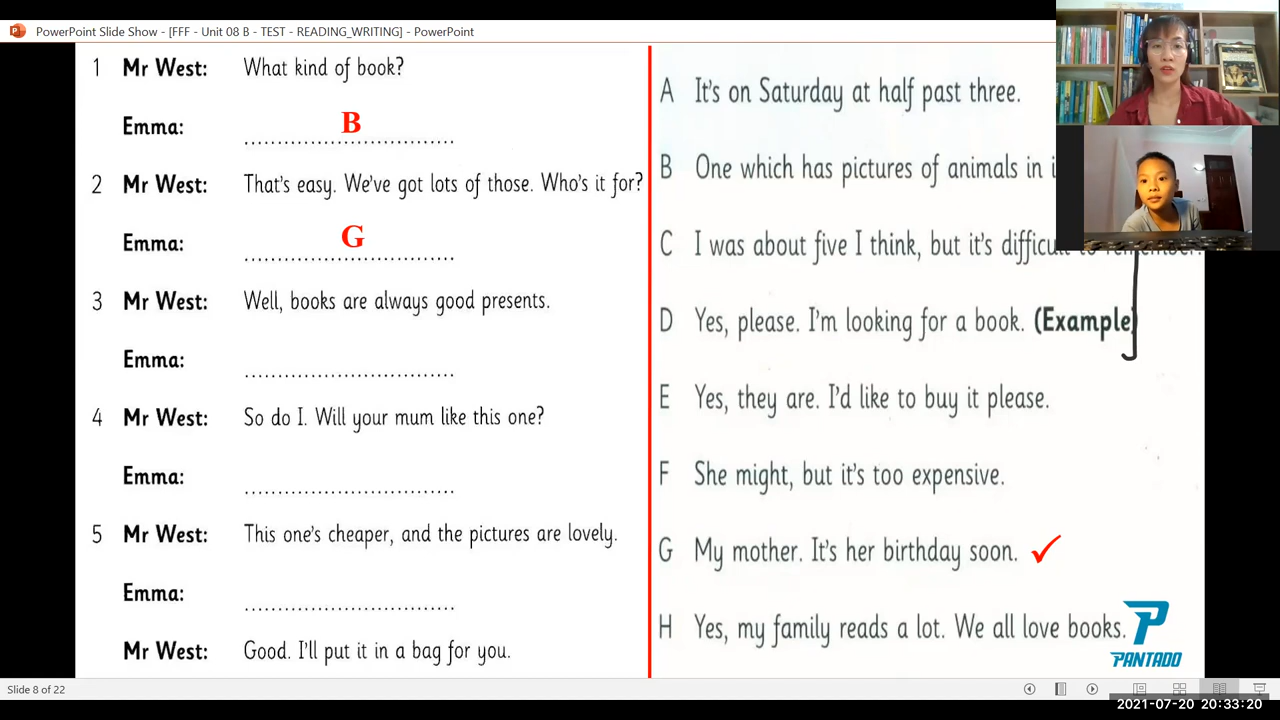 PowerPoint Slide Show - [FFF - Unit 08 B - TEST - READING_WRITING] - PowerPoint
1 Mr West: What kind of book?
Emma: B ................................
2 Mr West: That's easy. We've got lots of those. Who's it for?
Emma: G ................................
3 Mr West: Well, books are always good presents.
Emma: ................................
4 Mr West: So do I. Will your mum like this one?
Emma: ................................
5 Mr West: This one's cheaper, and the pictures are lovely.
Emma: ................................
Mr West: Good. I'll put it in a bag for you.
A It's on Saturday at half past three.
B One which has pictures of animals in
C I was about five I think, but it's difficult to remember.
D Yes, please. I'm looking for a book. (Example)
E Yes, they are. I'd like to buy it please.
F She might, but it's too expensive.
G My mother. It's her birthday soon.
H Yes, my family reads a lot. We all love books.
PANTADO
Slide 8 of 22
2021-07-20 20:33:20